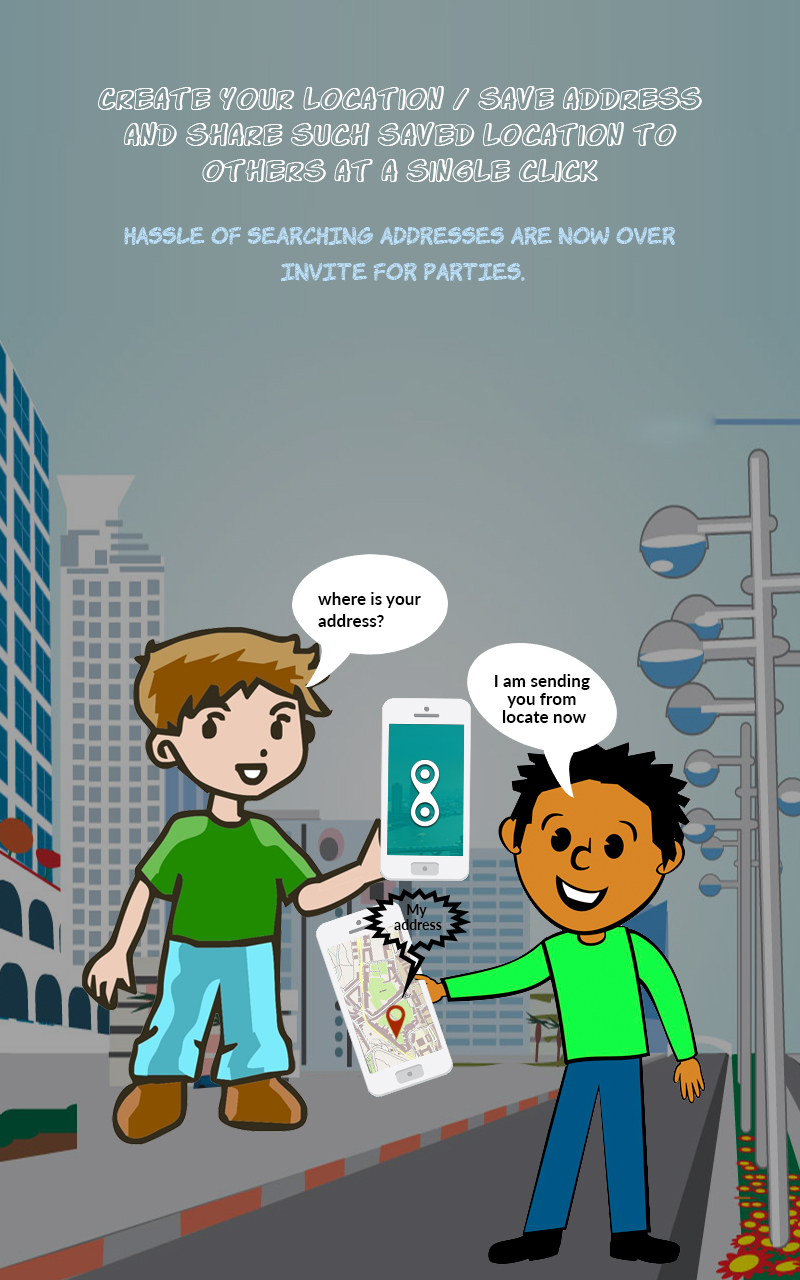 CREATE YOUR LOCATION / SAVE ADDRESS
AND SHARE SUCH SAVED LOCATION TO
OTHERS AT A SINGLE CLICK
HASSLE OF SEARCHING ADDRESSES ARE NOW OVER
INVITE FOR PARTIES.
where is your
address?
I am sending
you from
locate now
My
address